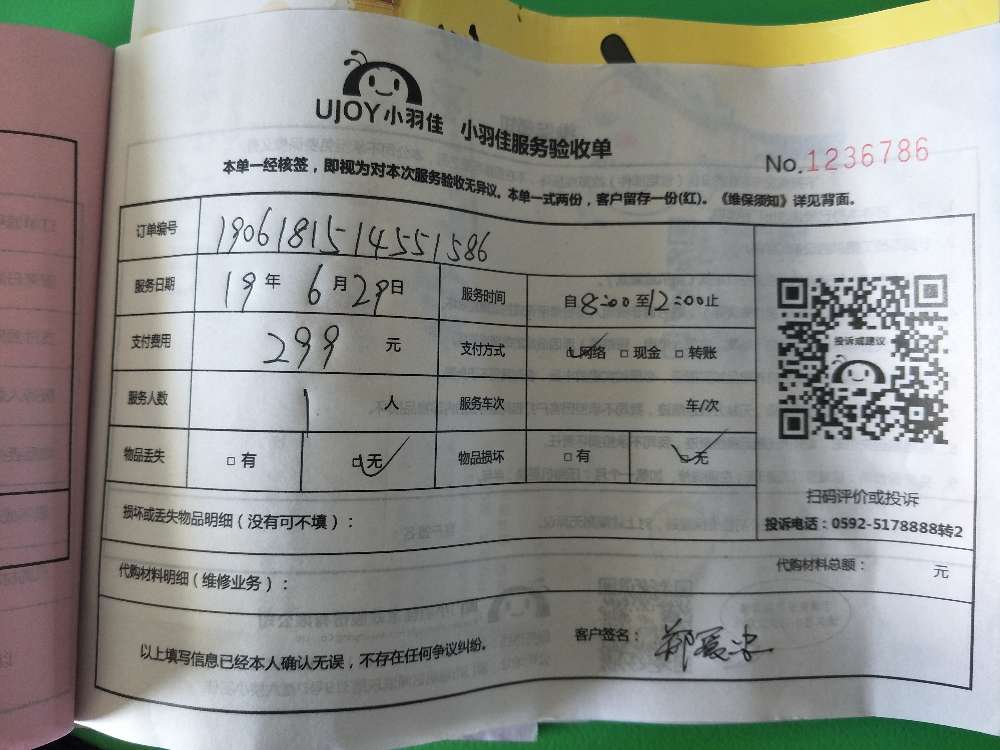 UJOY小羽佳 小羽佳服务验收单
No.1236786
本单一经核签，即视为对本次服务验收无异议。本单一式两份，客户留存一份(红)。《维保须知》详见背面。
订单编号 1906181514551586
服务日期 19年 6月29日 服务时间 自8:00至12:00止
支付费用 299 元 支付方式 ☑网络 □现金 □转账
服务人数 1 人 服务车次 车/次
物品丢失 □有 ☑无 物品损坏 □有 ☑无
投诉或建议
扫码评价或投诉
投诉电话：0592-5178888转2
损坏或丢失物品明细（没有可不填）：
代购材料明细（维修业务）： 代购材料总额： 元
以上填写信息已经本人确认无误，不存在任何争议纠纷。 客户签名：